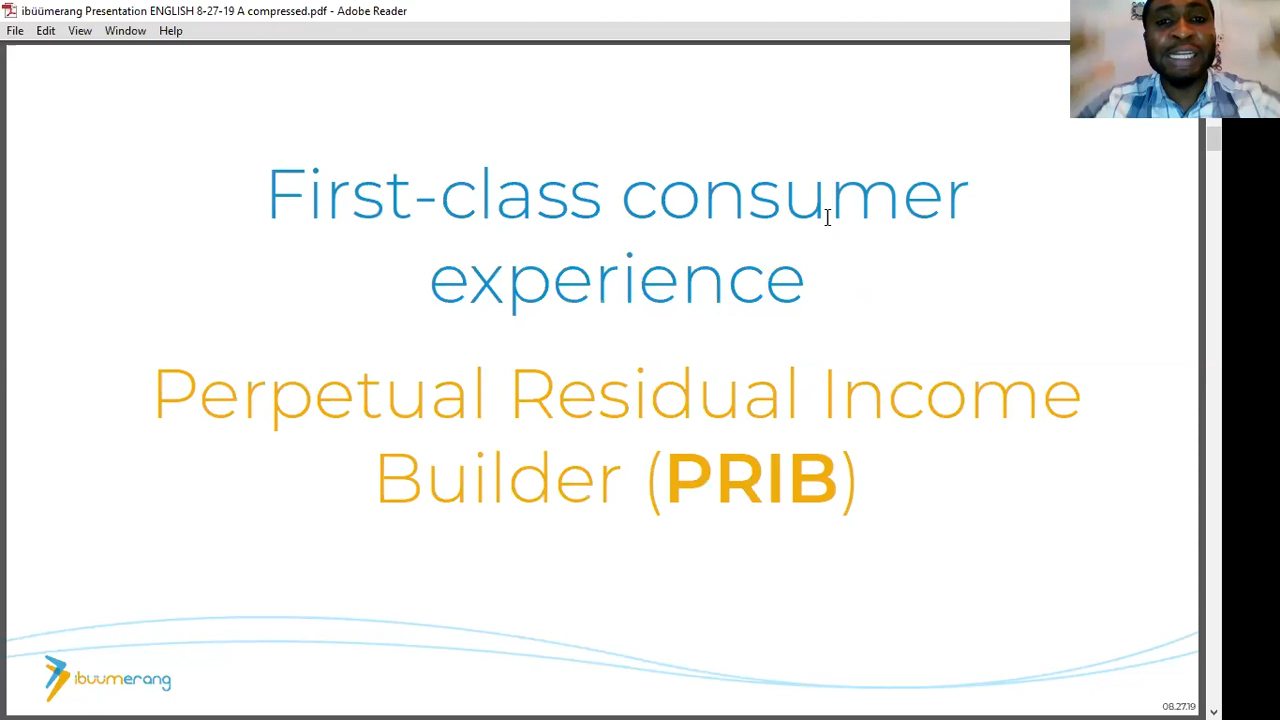 ibüümerang Presentation ENGLISH 8-27-19 A compressed.pdf - Adobe Reader
File Edit View Window Help
First-class consumer
experience
Perpetual Residual Income
Builder (PRIB)
ibüümerang
08.27.19